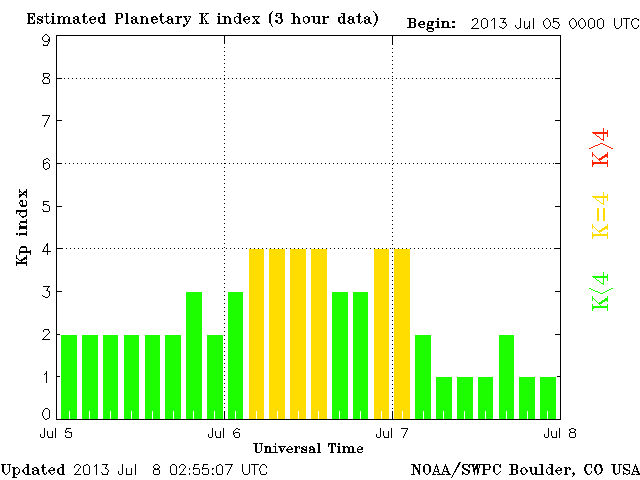 Estimated Planetary K index (3 hour data)
Begin: 2013 Jul 05 0000 UTC
9
8
7
6
5
4
3
2
1
0
Kp index
Jul 5
Jul 6
Jul 7
Jul 8
Universal Time
K>4
K=4
K<4
Updated 2013 Jul 8 02:55:07 UTC
NOAA/SWPC Boulder, CO USA